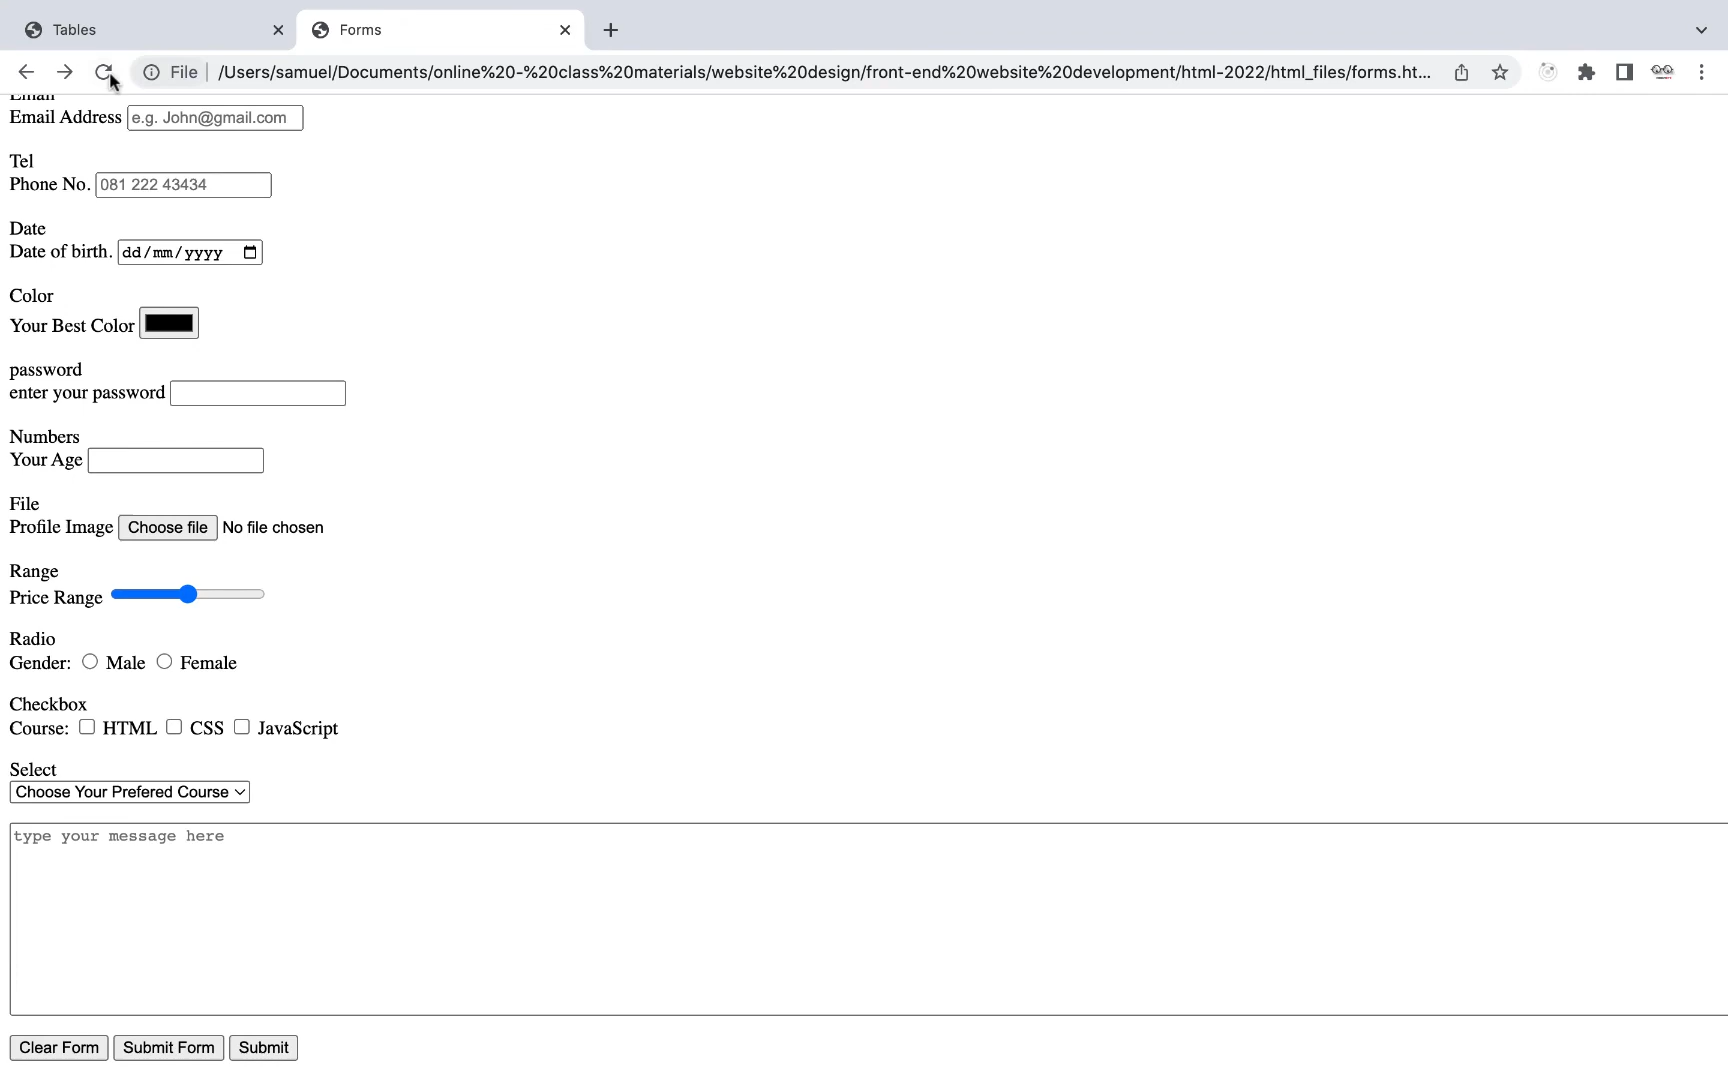 Tables
Forms
File
/Users/samuel/Documents/online%20-%20class%20materials/website%20design/front-end%20website%20development/html-2022/html_files/forms.ht...
Email
Email Address e.g. John@gmail.com
Tel
Phone No. 081 222 43434
Date
Date of birth. dd/mm/yyyy
Color
Your Best Color
password
enter your password
Numbers
Your Age
File
Profile Image Choose file No file chosen
Range
Price Range
Radio
Gender: Male Female
Checkbox
Course: HTML CSS JavaScript
Select
Choose Your Prefered Course
type your message here
Clear Form Submit Form Submit